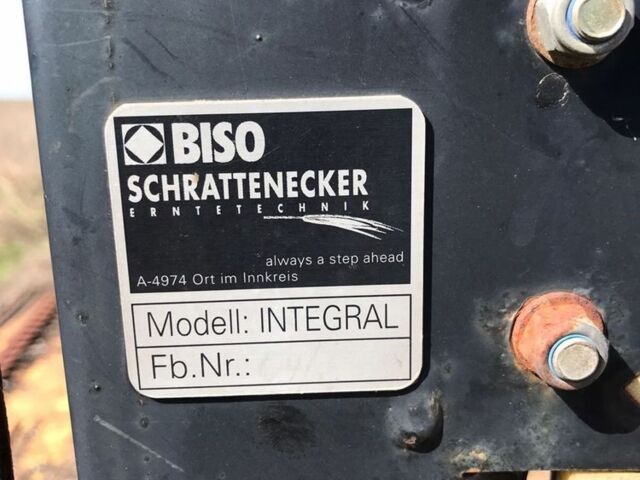 BISO
SCHRATTENECKER
ERNTETECHNIK
always a step ahead
A-4974 Ort im Innkreis
Modell: INTEGRAL
Fb.Nr.: